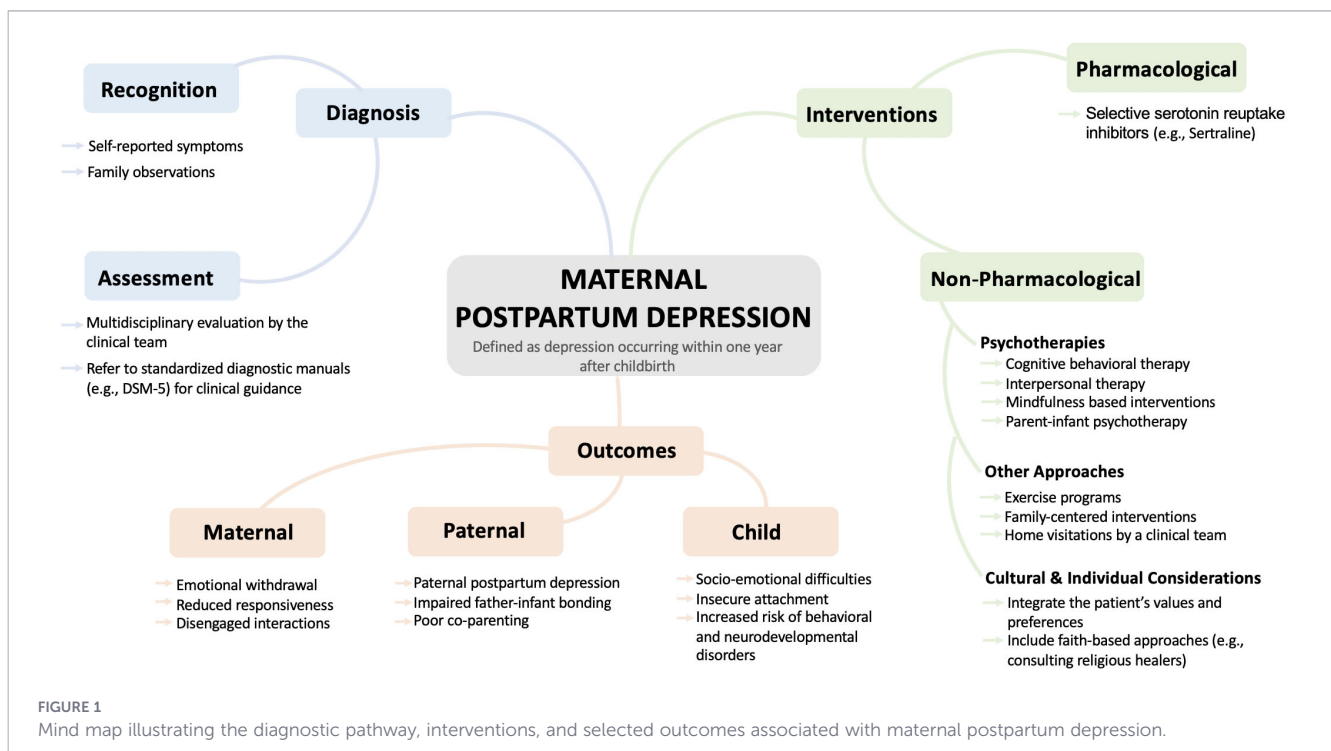 Recognition
Self-reported symptoms
Family observations
Diagnosis
Assessment
Multidisciplinary evaluation by the
clinical team
Refer to standardized diagnostic manuals
(e.g., DSM-5) for clinical guidance
MATERNAL
POSTPARTUM DEPRESSION
Defined as depression occurring within one year
after childbirth
Interventions
Pharmacological
Selective serotonin reuptake
inhibitors (e.g., Sertraline)
Non-Pharmacological
Psychotherapies
Cognitive behavioral therapy
Interpersonal therapy
Mindfulness based interventions
Parent-infant psychotherapy
Other Approaches
Exercise programs
Family-centered interventions
Home visitations by a clinical team
Cultural & Individual Considerations
Integrate the patient's values and
preferences
Include faith-based approaches (e.g.,
consulting religious healers)
Outcomes
Maternal
Emotional withdrawal
Reduced responsiveness
Disengaged interactions
Paternal
Paternal postpartum depression
Impaired father-infant bonding
Poor co-parenting
Child
Socio-emotional difficulties
Insecure attachment
Increased risk of behavioral
and neurodevelopmental
disorders
FIGURE 1
Mind map illustrating the diagnostic pathway, interventions, and selected outcomes associated with maternal postpartum depression.